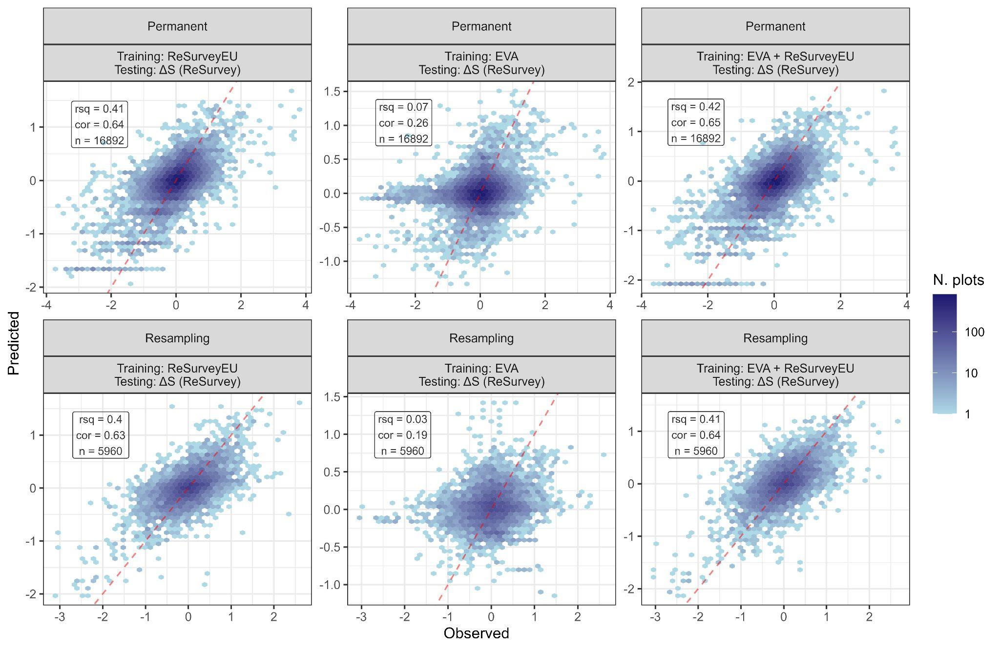 Permanent
Training: ReSurveyEU
Testing: ΔS (ReSurvey)
rsq = 0.41
cor = 0.64
n = 16892
1
0
-1
-2
-4
-2
0
2
4
Permanent
Training: EVA
Testing: ΔS (ReSurvey)
rsq = 0.07
cor = 0.26
n = 16892
1.5
1.0
0.5
0.0
-0.5
-1.0
-4
-2
0
2
4
Permanent
Training: EVA + ReSurveyEU
Testing: ΔS (ReSurvey)
rsq = 0.42
cor = 0.65
n = 16892
2
1
0
-1
-2
-4
-2
0
2
4
Predicted
Resampling
Training: ReSurveyEU
Testing: ΔS (ReSurvey)
rsq = 0.4
cor = 0.63
n = 5960
1
0
-1
-2
-3
-2
-1
0
1
2
Resampling
Training: EVA
Testing: ΔS (ReSurvey)
rsq = 0.03
cor = 0.19
n = 5960
1.5
1.0
0.5
0.0
-0.5
-1.0
-3
-2
-1
0
1
2
Resampling
Training: EVA + ReSurveyEU
Testing: ΔS (ReSurvey)
rsq = 0.41
cor = 0.64
n = 5960
1
0
-1
-2
-3
-2
-1
0
1
2
Observed
N. plots
100
10
1